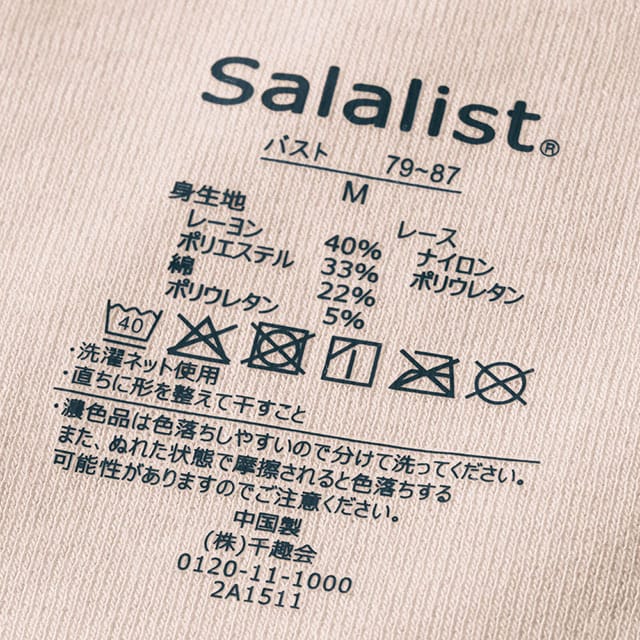 Salalist®
バスト 79~87
M
身生地 レース
レーヨン 40% ナイロン
ポリエステル 33% ポリウレタン
綿 22%
ポリウレタン 5%
40
・洗濯ネット使用
・直ちに形を整えて干すこと
・濃色品は色落ちしやすいので分けて洗ってください。
また、ぬれた状態で摩擦されると色落ちする
可能性がありますのでご注意ください。
中国製
(株)千趣会
0120-11-1000
2A1511